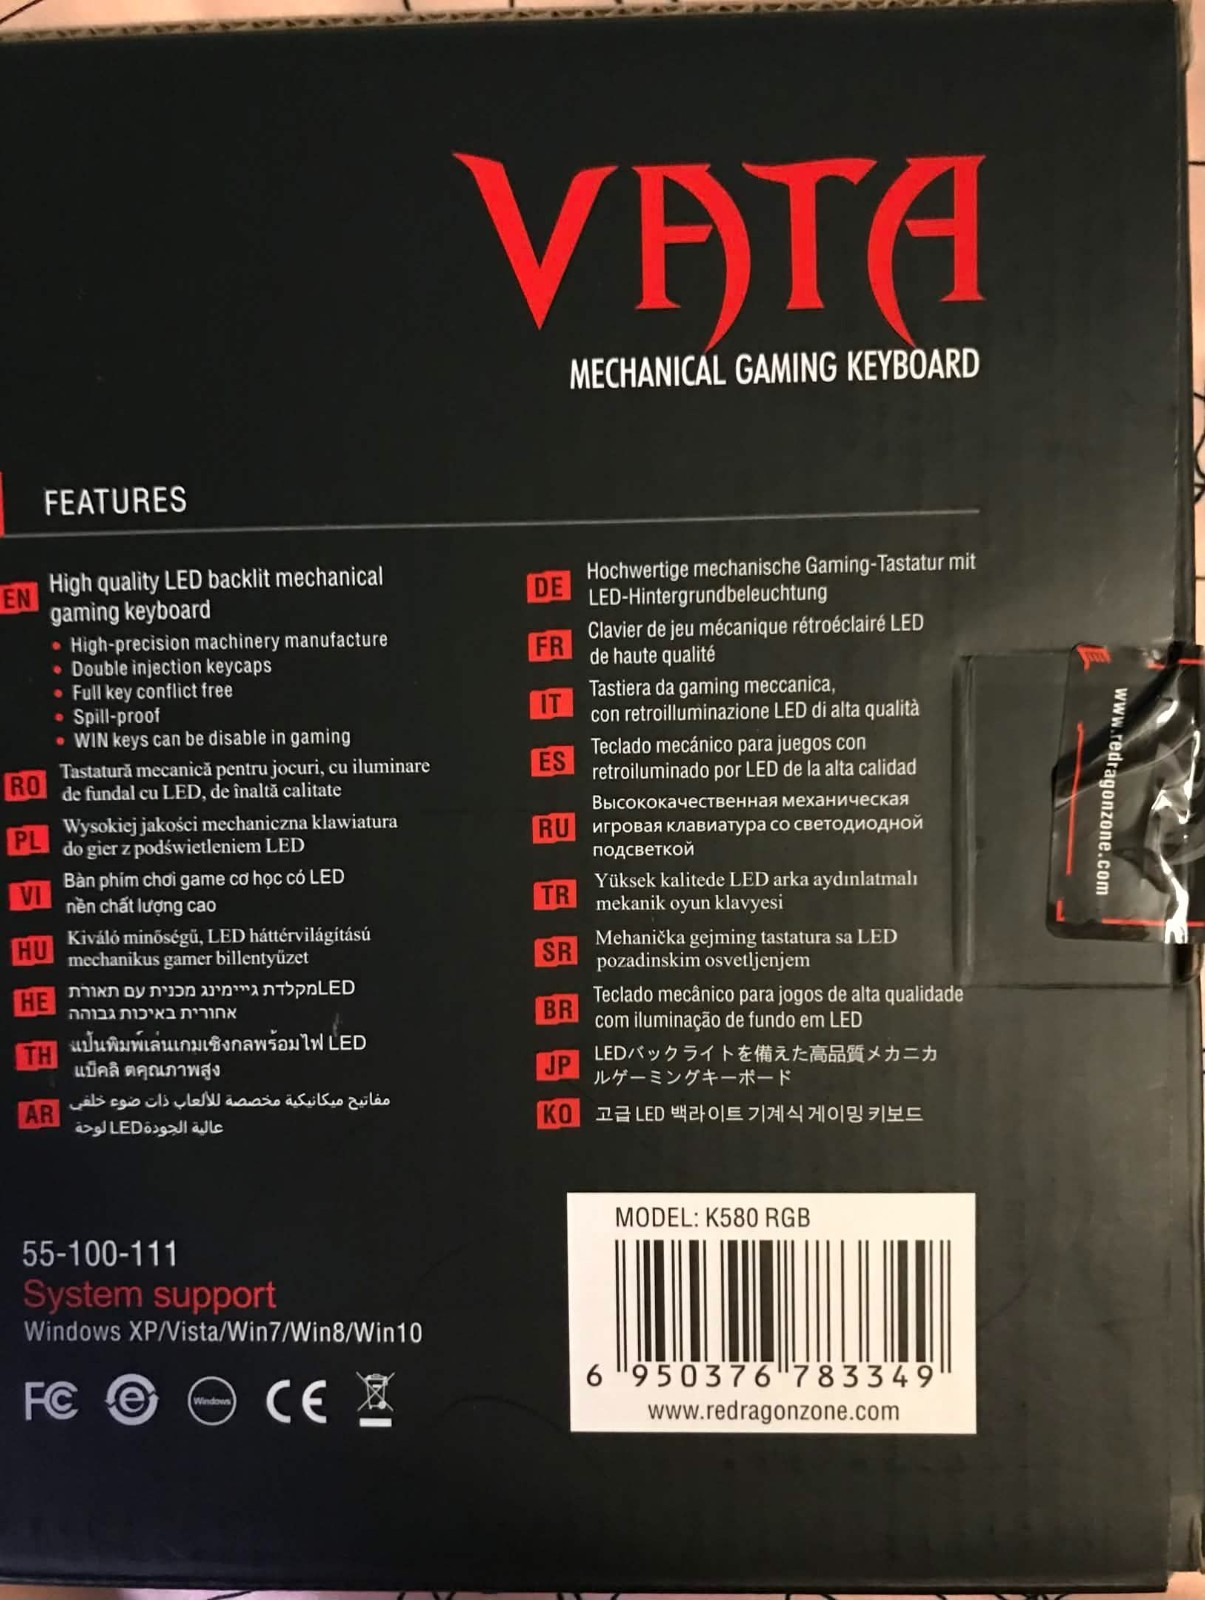 VATA
MECHANICAL GAMING KEYBOARD
FEATURES
EN
High quality LED backlit mechanical
gaming keyboard
• High-precision machinery manufacture
• Double injection keycaps
• Full key conflict free
• Spill-proof
• WIN keys can be disable in gaming
RO
Tastatură mecanică pentru jocuri, cu iluminare
de fundal cu LED, de înaltă calitate
PL
Wysokiej jakości mechaniczna klawiatura
do gier z podświetleniem LED
VI
Bàn phím chơi game cơ học có LED
nền chất lượng cao
HU
Kiváló minőségű, LED háttérvilágítású
mechanikus gamer billentyűzet
HE
מקלדת גייימינג מכנית עם תאורתLED
אחורית באיכות גבוהה
TH
แป้นพิมพ์เล่นเกมเชิงกลพร้อมไฟ LED
แบ็คลิ ตคุณภาพสูง
AR
مفاتيح ميكانيكية مخصصة للألعاب ذات ضوء خلفي
عالية الجودةLED لوحة
DE
Hochwertige mechanische Gaming-Tastatur mit
LED-Hintergrundbeleuchtung
FR
Clavier de jeu mécanique rétroéclairé LED
de haute qualité
IT
Tastiera da gaming meccanica,
con retroilluminazione LED di alta qualità
ES
Teclado mecánico para juegos con
retroiluminado por LED de la alta calidad
RU
Высококачественная механическая
игровая клавиатура со светодиодной
подсветкой
TR
Yüksek kalitede LED arka aydınlatmalı
mekanik oyun klavyesi
SR
Mehanička gejming tastatura sa LED
pozadinskim osvetljenjem
BR
Teclado mecânico para jogos de alta qualidade
com iluminação de fundo em LED
JP
LEDバックライトを備えた高品質メカニカ
ルゲーミングキーボード
KO
고급 LED 백라이트 기계식 게이밍 키보드
www.redragonzone.com
55-100-111
System support
Windows XP/Vista/Win7/Win8/Win10
FC
e
Windows
CE
MODEL: K580 RGB
6 950376 783349
www.redragonzone.com